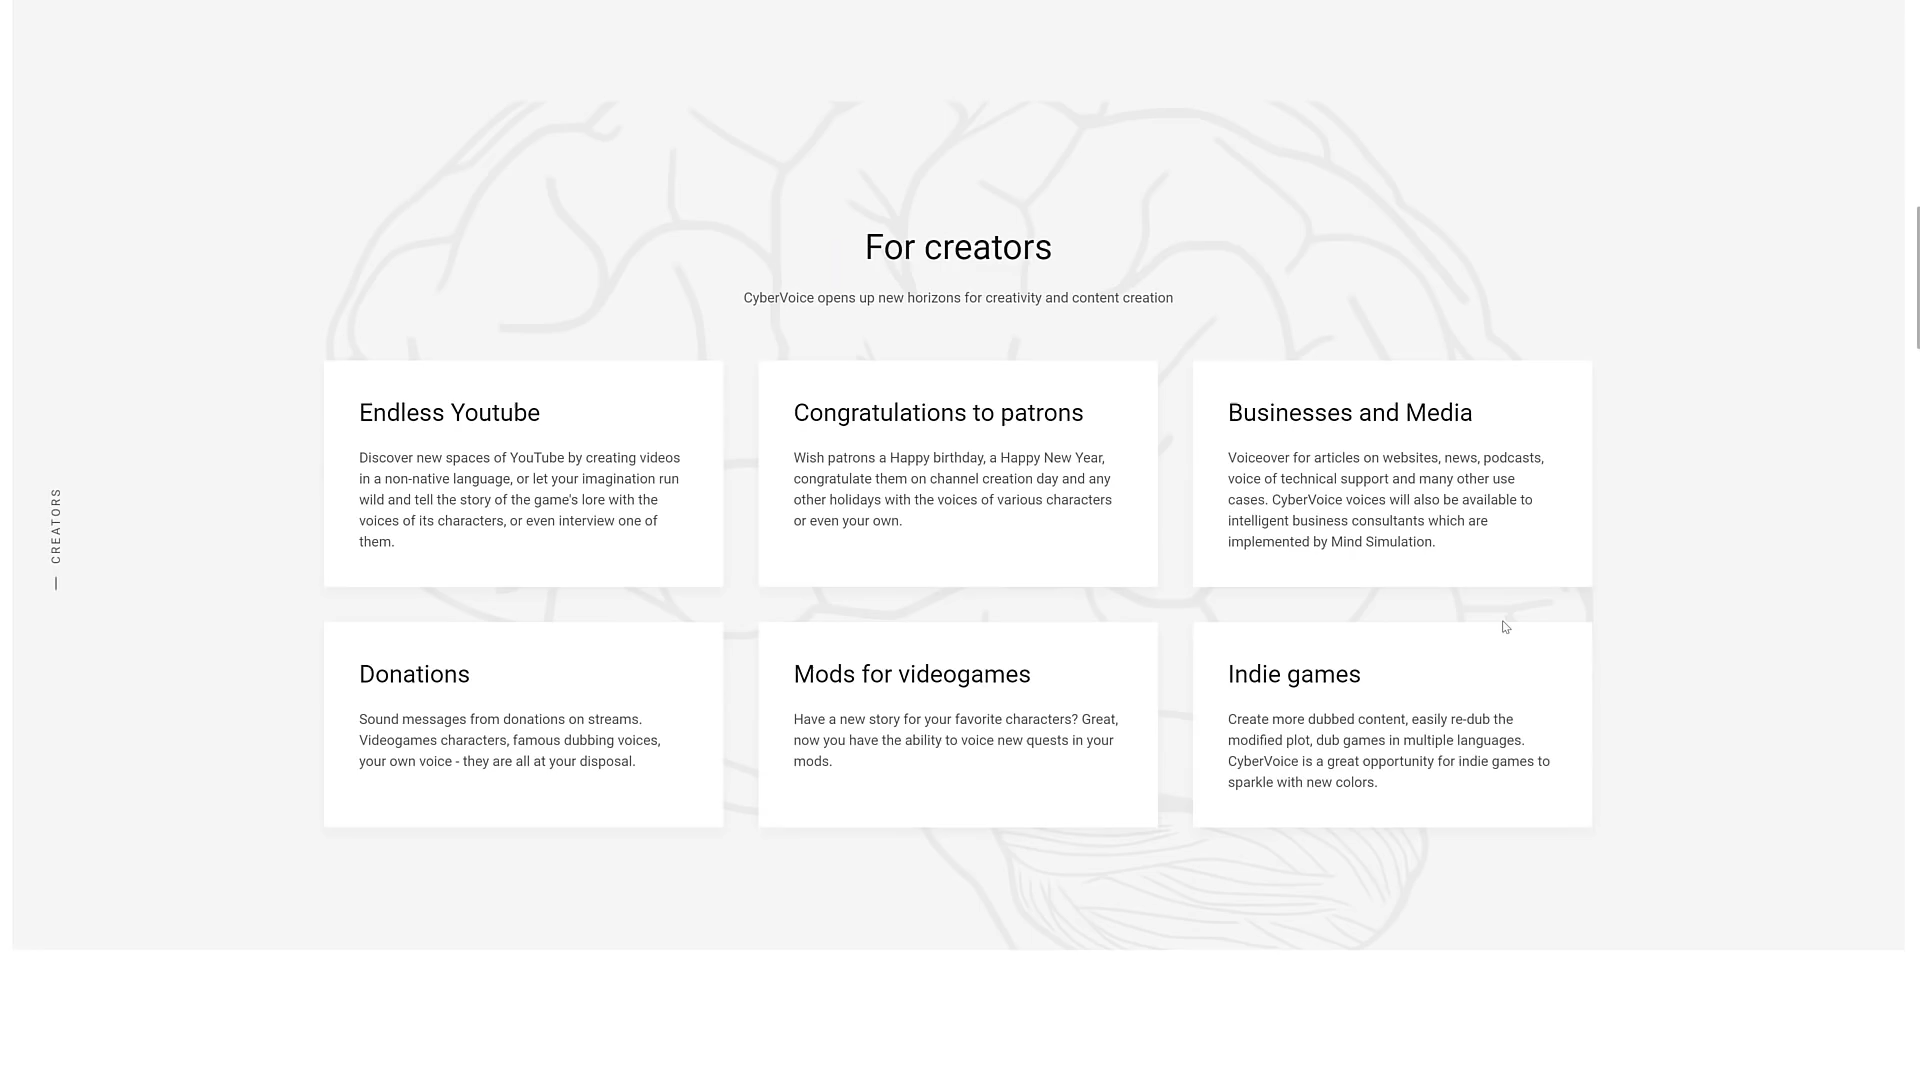 For creators
CyberVoice opens up new horizons for creativity and content creation
Endless Youtube
Discover new spaces of YouTube by creating videos
in a non-native language, or let your imagination run
wild and tell the story of the game's lore with the
voices of its characters, or even interview one of
them.
Congratulations to patrons
Wish patrons a Happy birthday, a Happy New Year,
congratulate them on channel creation day and any
other holidays with the voices of various characters
or even your own.
Businesses and Media
Voiceover for articles on websites, news, podcasts,
voice of technical support and many other use
cases. CyberVoice voices will also be available to
intelligent business consultants which are
implemented by Mind Simulation.
— CREATORS
Donations
Sound messages from donations on streams.
Videogames characters, famous dubbing voices,
your own voice - they are all at your disposal.
Mods for videogames
Have a new story for your favorite characters? Great,
now you have the ability to voice new quests in your
mods.
Indie games
Create more dubbed content, easily re-dub the
modified plot, dub games in multiple languages.
CyberVoice is a great opportunity for indie games to
sparkle with new colors.